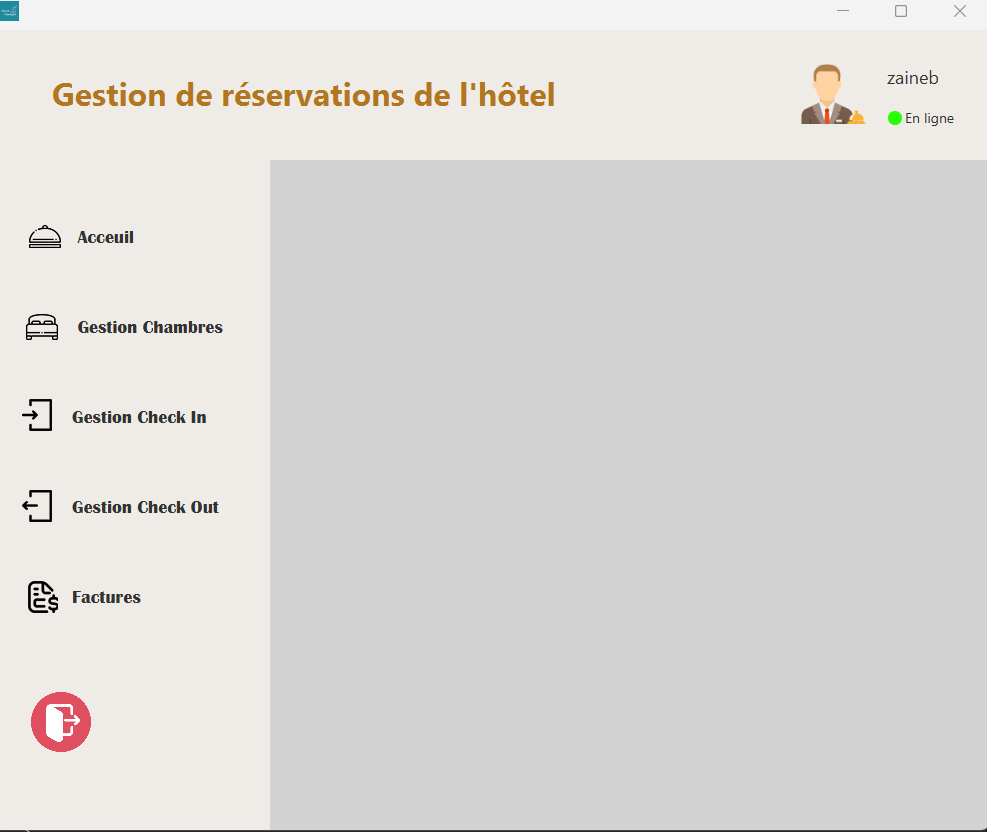 Gestion de réservations de l'hôtel
zaineb
En ligne
Acceuil
Gestion Chambres
Gestion Check In
Gestion Check Out
Factures